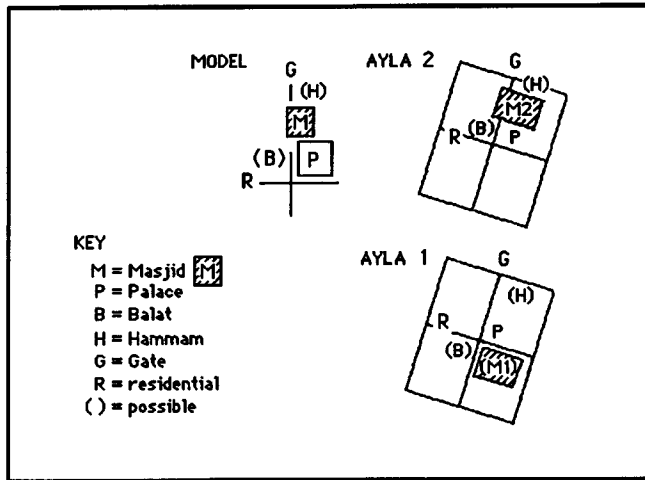 MODEL
G
(H)
M
(B) P
R
KEY
M = Masjid M
P = Palace
B = Balat
H = Hammam
G = Gate
R = residential
( ) = possible
AYLA 2
G
(H)
M2
R (B) P
AYLA 1
G
(H)
R P
(B) (M1)